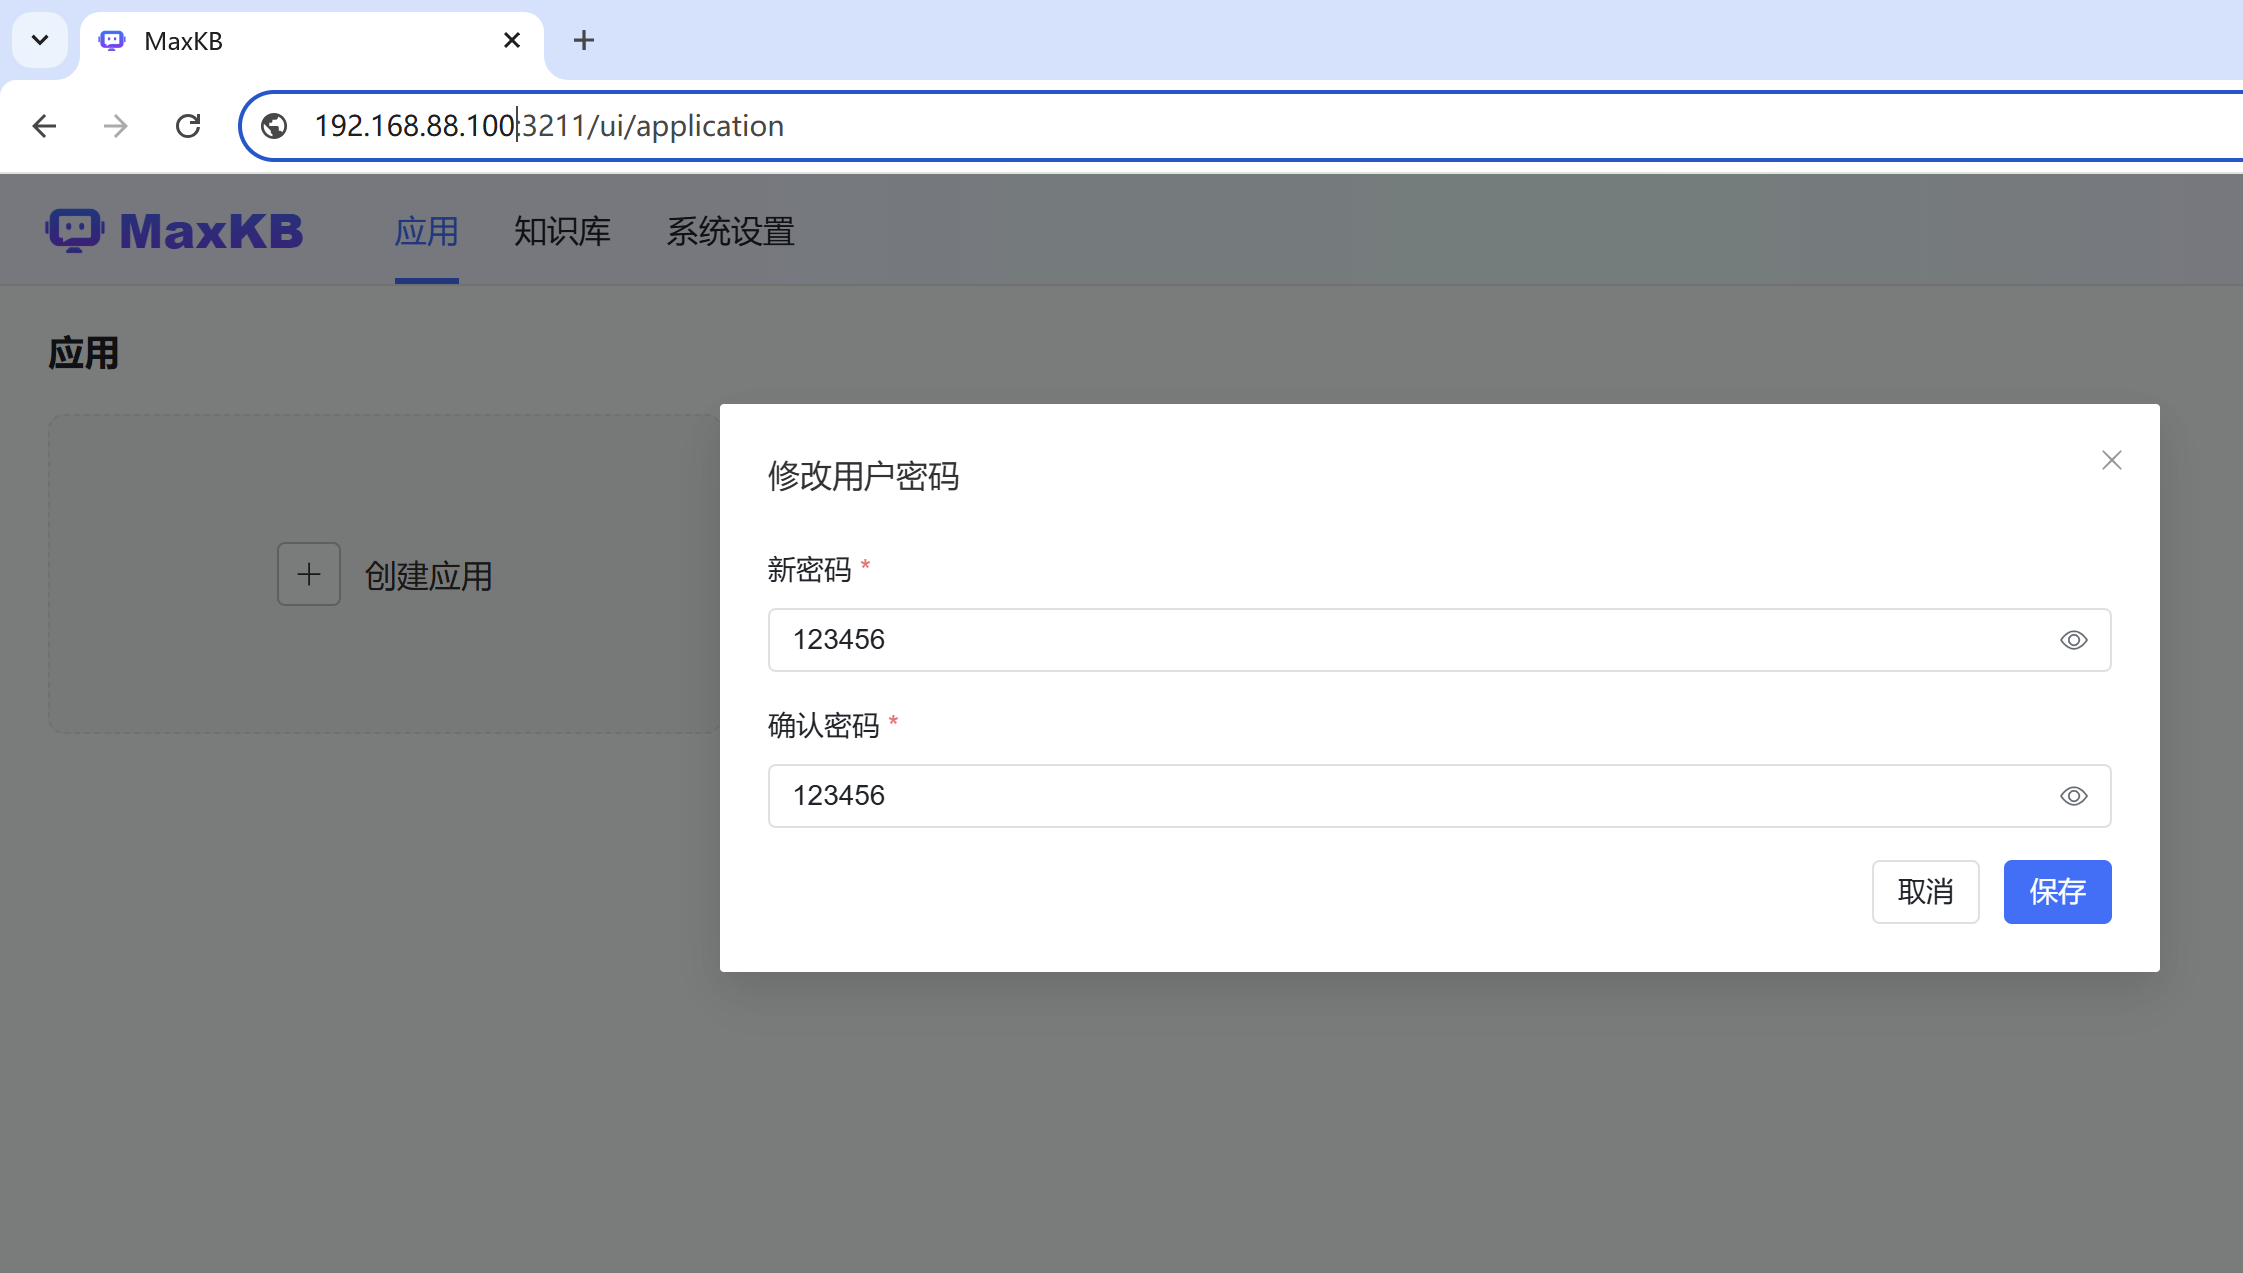 MaxKB
192.168.88.100:3211/ui/application
MaxKB 应用 知识库 系统设置
应用
创建应用
修改用户密码
新密码 *
123456
确认密码 *
123456
取消 保存